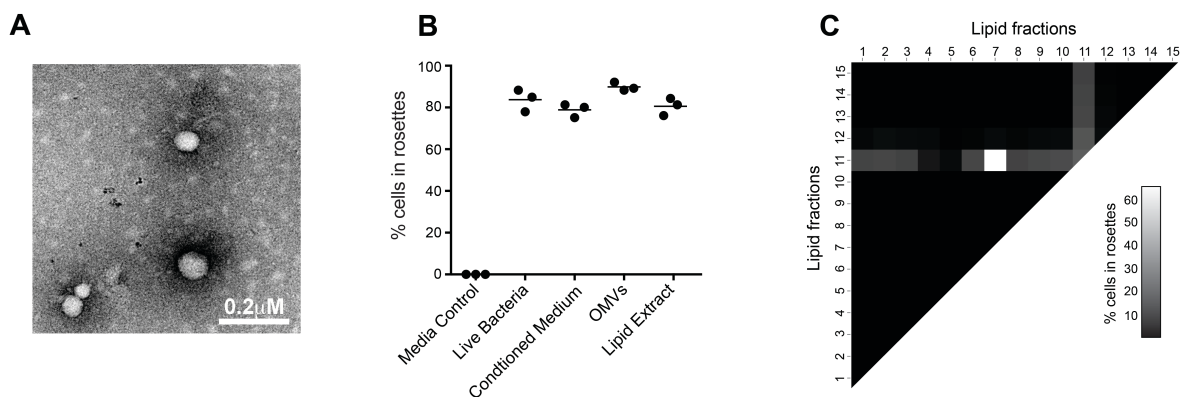 A
0.2μM
B
% cells in rosettes
100
80
60
40
20
0
Media Control
Live Bacteria
Condtioned Medium
OMVs
Lipid Extract
C
Lipid fractions
1 2 3 4 5 6 7 8 9 10 11 12 13 14 15
Lipid fractions
15
14
13
12
11
10
9
8
7
6
5
4
3
2
1
% cells in rosettes
60
50
40
30
20
10